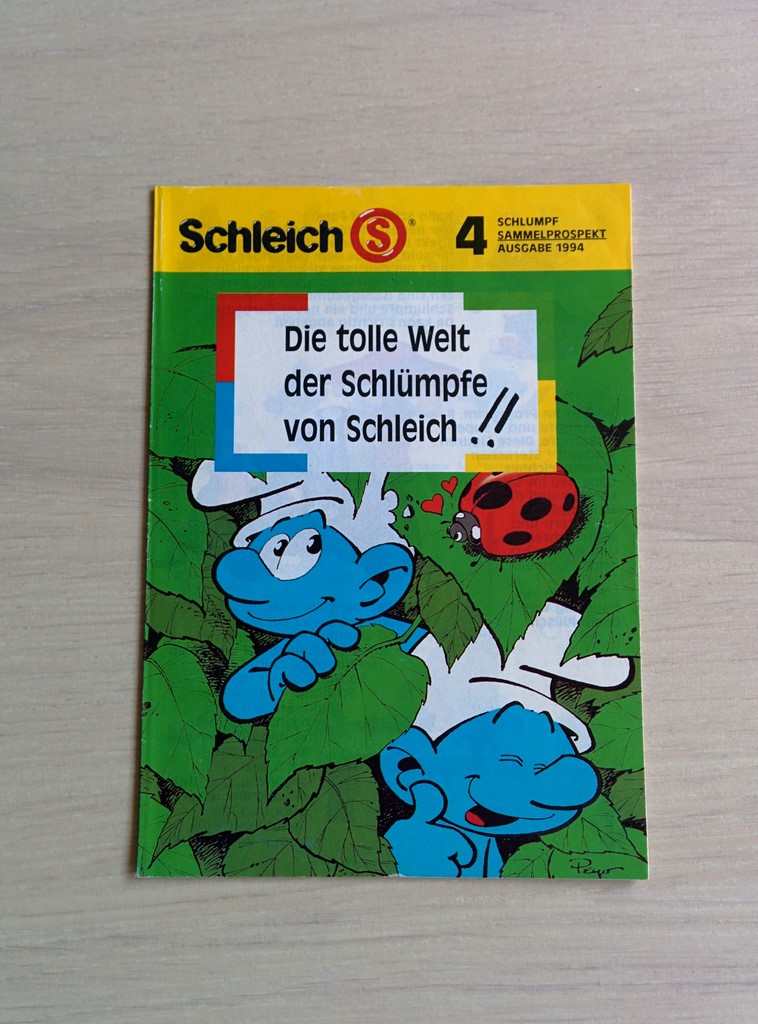 Schleich S ®
4
SCHLUMPF
SAMMELPROSPEKT
AUSGABE 1994
Die tolle Welt
der Schlümpfe
von Schleich !!
Peyo